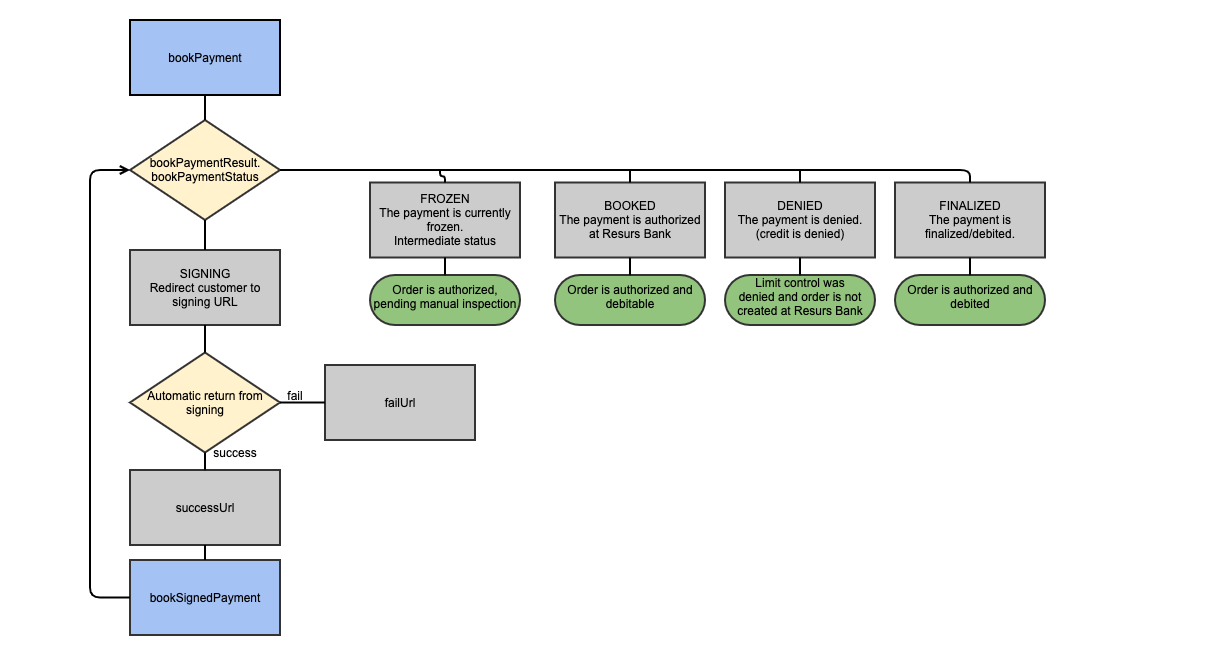 bookPayment
bookPaymentResult.
bookPaymentStatus
FROZEN
The payment is currently
frozen.
Intermediate status
BOOKED
The payment is authorized
at Resurs Bank
DENIED
The payment is denied.
(credit is denied)
FINALIZED
The payment is
finalized/debited.
SIGNING
Redirect customer to
signing URL
Order is authorized,
pending manual inspection
Order is authorized and
debitable
Limit control was
denied and order is not
created at Resurs Bank
Order is authorized and
debited
Automatic return from
signing
fail
failUrl
success
successUrl
bookSignedPayment